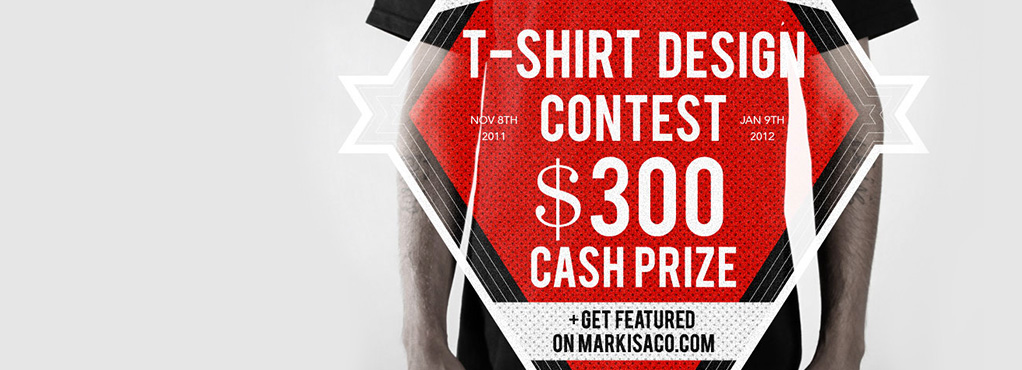 T-SHIRT DESIGN
CONTEST
NOV 8TH
2011
JAN 9TH
2012
$300
CASH PRIZE
+ GET FEATURED
ON MARKISACO.COM